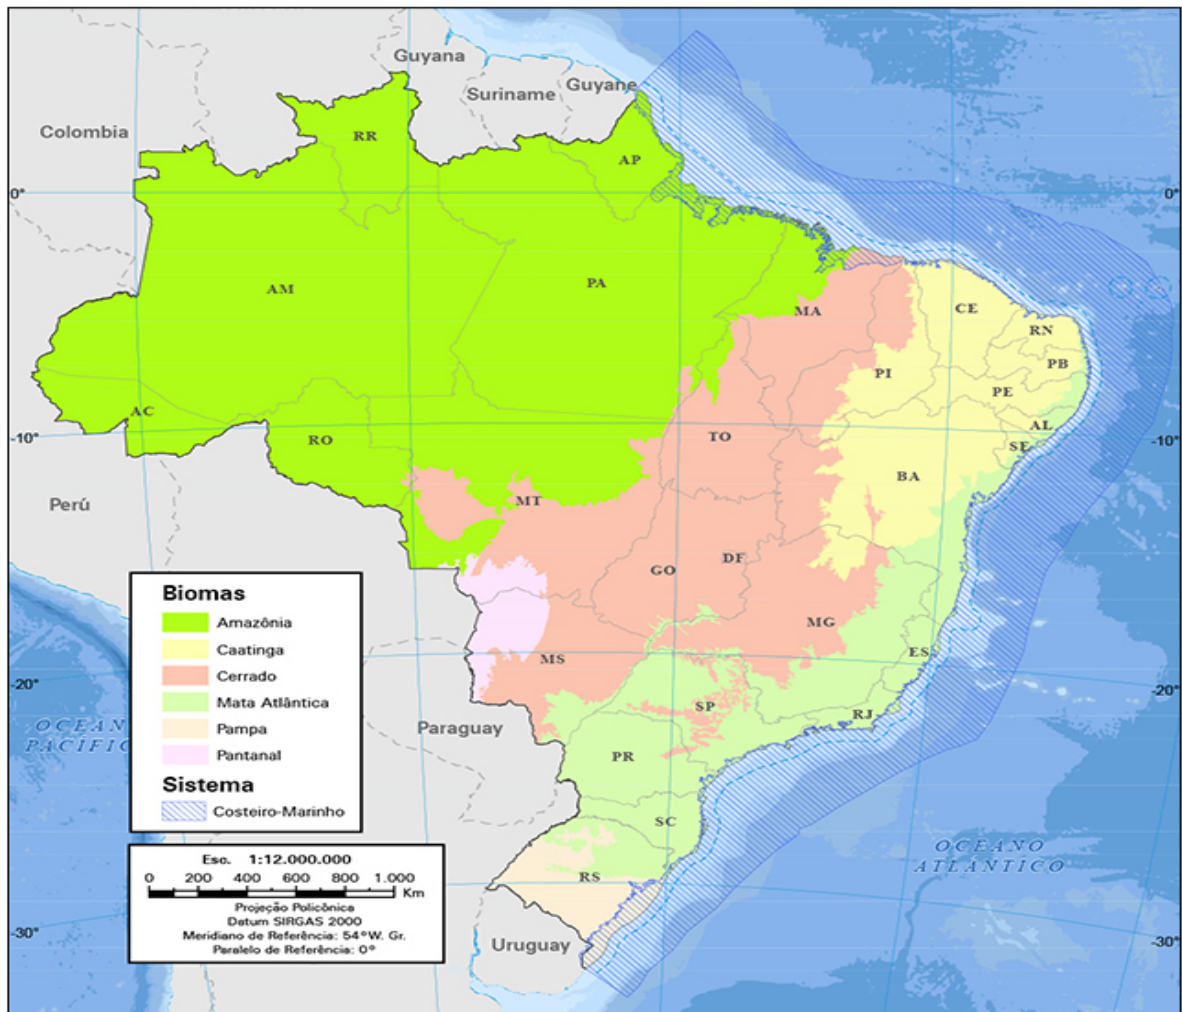 Guyana
Suriname
Guyane
Colombia
RR
AP
0°
0°
AM
PA
MA
CE
RN
PB
PI
PE
AC
AL
-10°
RO
TO
SE
-10°
BA
MT
Perú
DF
GO
Biomas
Amazônia
MG
Caatinga
ES
MS
Cerrado
-20°
-20°
Mata Atlântica
SP
RJ
OCEAN
PACÍFIC
Pampa
Paraguay
Pantanal
PR
Sistema
Costeiro-Marinho
SC
OCEANO
ATLÂNTICO
Esc. 1:12.000.000
0 200 400 600 800 1.000
Km
RS
Projeção Policônica
Datum SIRGAS 2000
Meridiano de Referência: 54°W. Gr.
Paralelo de Referência: 0°
-30°
-30°
Uruguay